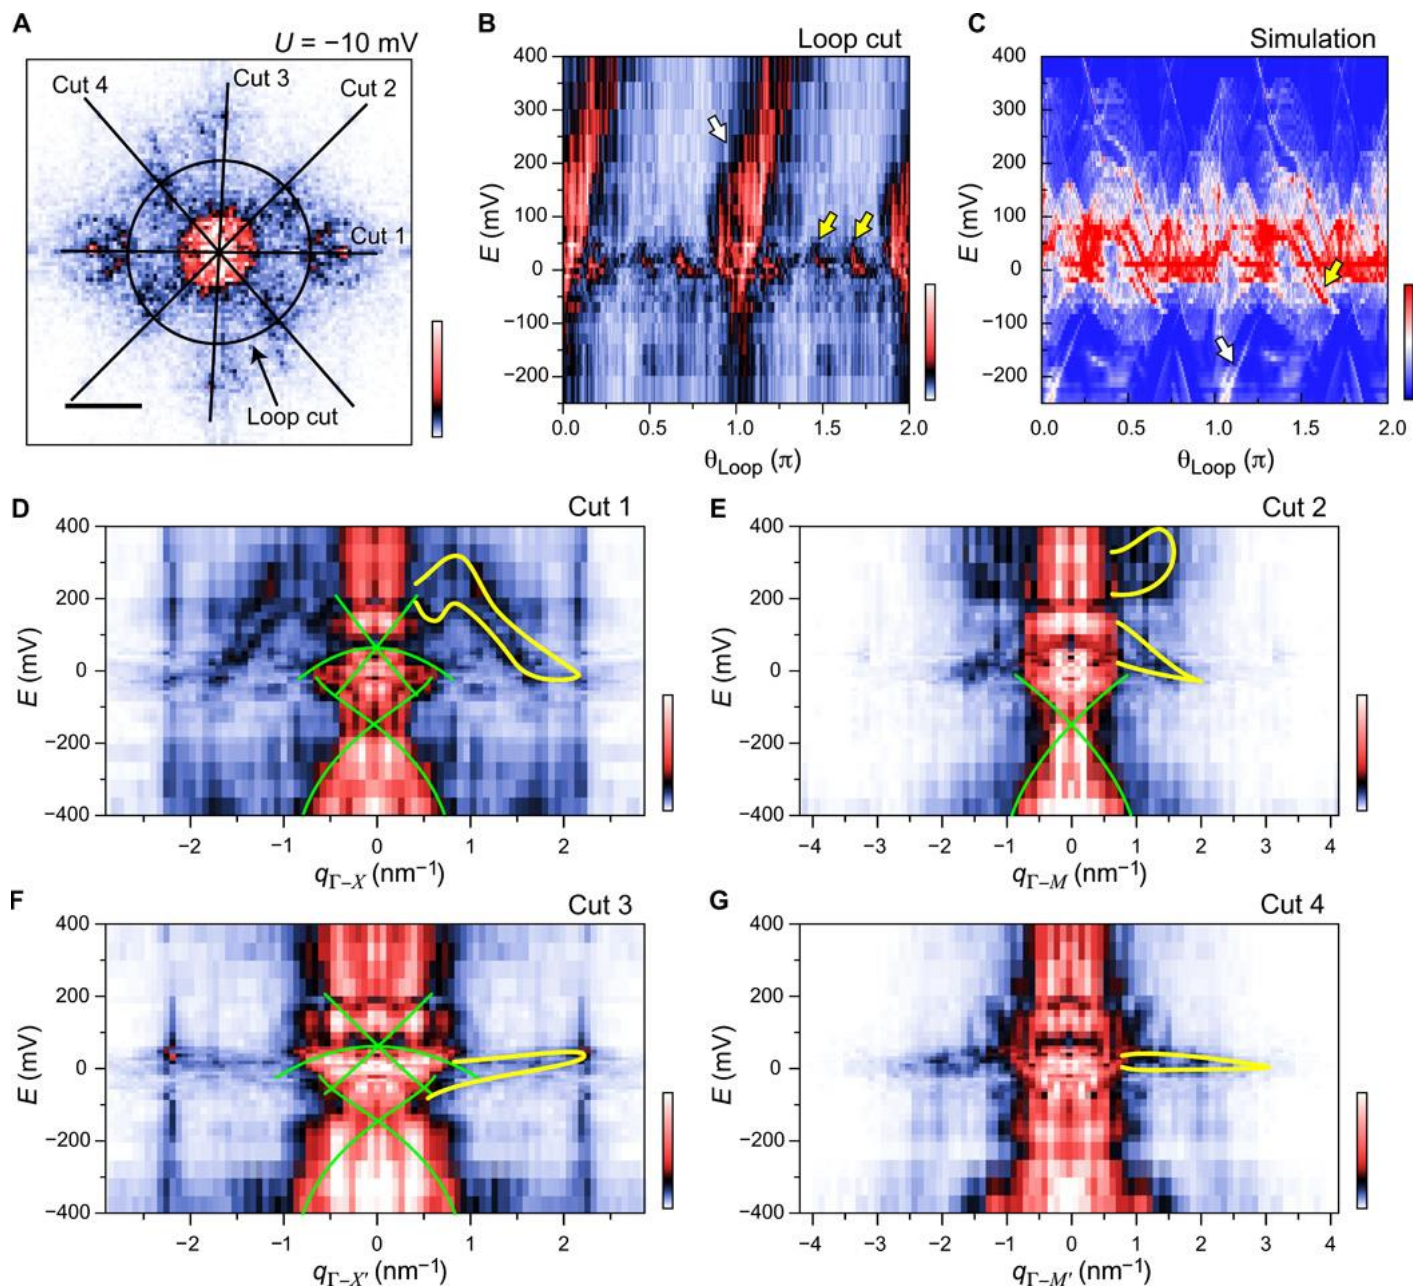 A
U = −10 mV
Cut 4
Cut 3
Cut 2
Cut 1
Loop cut
B
Loop cut
E (mV)
400
300
200
100
0
−100
−200
0.0
0.5
1.0
1.5
2.0
θLoop (π)
C
Simulation
E (mV)
400
300
200
100
0
−100
−200
0.0
0.5
1.0
1.5
2.0
θLoop (π)
D
Cut 1
E (mV)
400
200
0
−200
−400
−2
−1
0
1
2
qΓ−X (nm−1)
E
Cut 2
E (mV)
400
200
0
−200
−400
−4
−3
−2
−1
0
1
2
3
4
qΓ−M (nm−1)
F
Cut 3
E (mV)
400
200
0
−200
−400
−2
−1
0
1
2
qΓ−X′ (nm−1)
G
Cut 4
E (mV)
400
200
0
−200
−400
−4
−3
−2
−1
0
1
2
3
4
qΓ−M′ (nm−1)